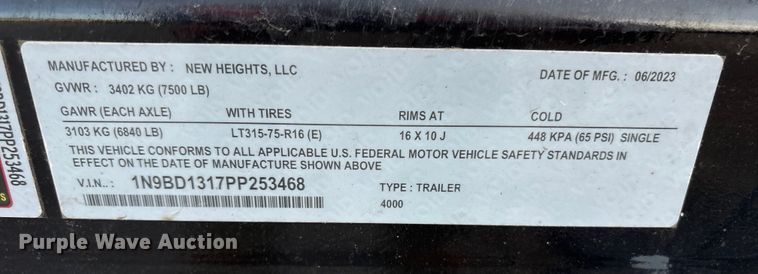 MANUFACTURED BY: NEW HEIGHTS, LLC DATE OF MFG.: 06/2023
GVWR: 3402 KG (7500 LB)
GAWR (EACH AXLE) WITH TIRES RIMS AT COLD
3103 KG (6840 LB) LT315-75-R16 (E) 16 X 10 J 448 KPA (65 PSI) SINGLE
THIS VEHICLE CONFORMS TO ALL APPLICABLE U.S. FEDERAL MOTOR VEHICLE SAFETY STANDARDS IN
EFFECT ON THE DATE OF MANUFACTURE SHOWN ABOVE
V.I.N.: 1N9BD1317PP253468 TYPE: TRAILER
4000
Purple Wave Auction